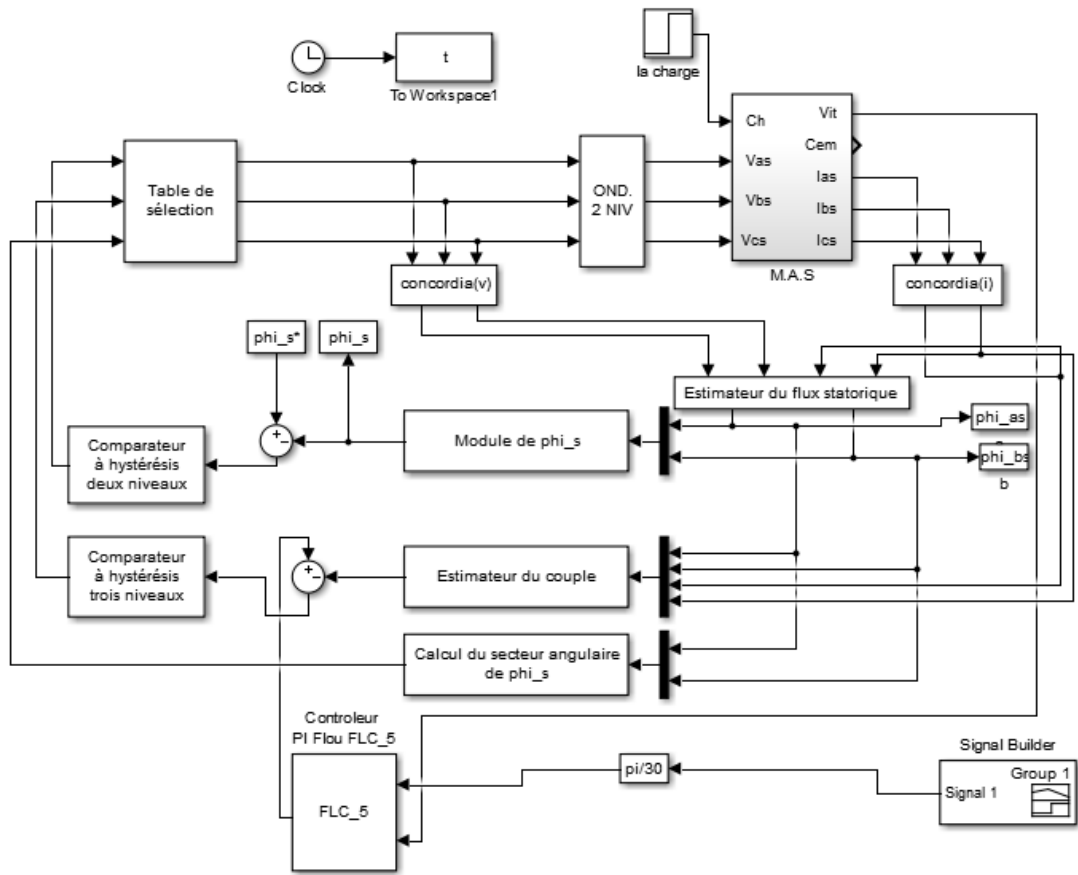 t
Clock
To Workspace1
la charge
Ch
Vas
Vbs
Vcs
Vit
Cem
Ias
Ibs
Ics
M.A.S
Table de
sélection
OND.
2 NIV
concordia(v)
concordia(i)
phi_s*
phi_s
Estimateur du flux statorique
phi_as
phi_bs
b
+
-
Module de phi_s
Comparateur
à hystérésis
deux niveaux
Comparateur
à hystérésis
trois niveaux
+
-
Estimateur du couple
Calcul du secteur angulaire
de phi_s
Controleur
PI Flou FLC_5
FLC_5
pi/30
Signal Builder
Group 1
Signal 1